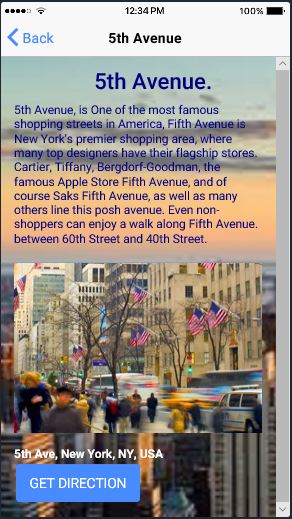 12:34 PM
100%
Back
5th Avenue
5th Avenue.
5th Avenue, is One of the most famous
shopping streets in America, Fifth Avenue is
New York's premier shopping area, where
many top designers have their flagship stores.
Cartier, Tiffany, Bergdorf-Goodman, the
famous Apple Store Fifth Avenue, and of
course Saks Fifth Avenue, as well as many
others line this posh avenue. Even non-
shoppers can enjoy a walk along Fifth Avenue.
between 60th Street and 40th Street.
5th Ave, New York, NY, USA
GET DIRECTION